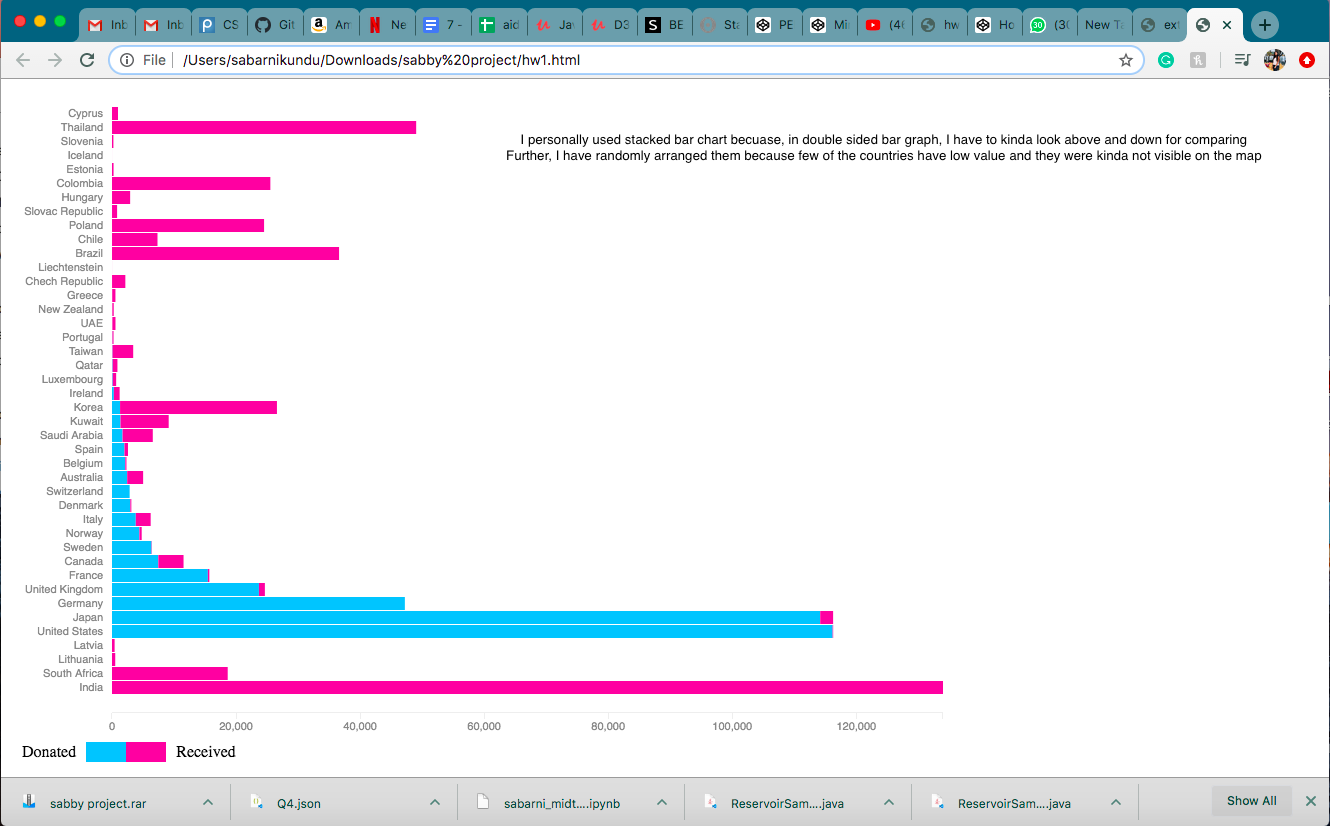 Inb
Inb
CS
Git
Am
Ne
7 -
aid
Ja
D3
BE
Sta
PE
Mi
(4
hw
Ho
30
(30
New Ta
ext
File
/Users/sabarnikundu/Downloads/sabby%20project/hw1.html
I personally used stacked bar chart becuase, in double sided bar graph, I have to kinda look above and down for comparing
Further, I have randomly arranged them because few of the countries have low value and they were kinda not visible on the map
Cyprus
Thailand
Slovenia
Iceland
Estonia
Colombia
Hungary
Slovac Republic
Poland
Chile
Brazil
Liechtenstein
Chech Republic
Greece
New Zealand
UAE
Portugal
Taiwan
Qatar
Luxembourg
Ireland
Korea
Kuwait
Saudi Arabia
Spain
Belgium
Australia
Switzerland
Denmark
Italy
Norway
Sweden
Canada
France
United Kingdom
Germany
Japan
United States
Latvia
Lithuania
South Africa
India
0 20,000 40,000 60,000 80,000 100,000 120,000
Donated Received
sabby project.rar
Q4.json
sabarni_midt....ipynb
ReservoirSam....java
ReservoirSam....java
Show All